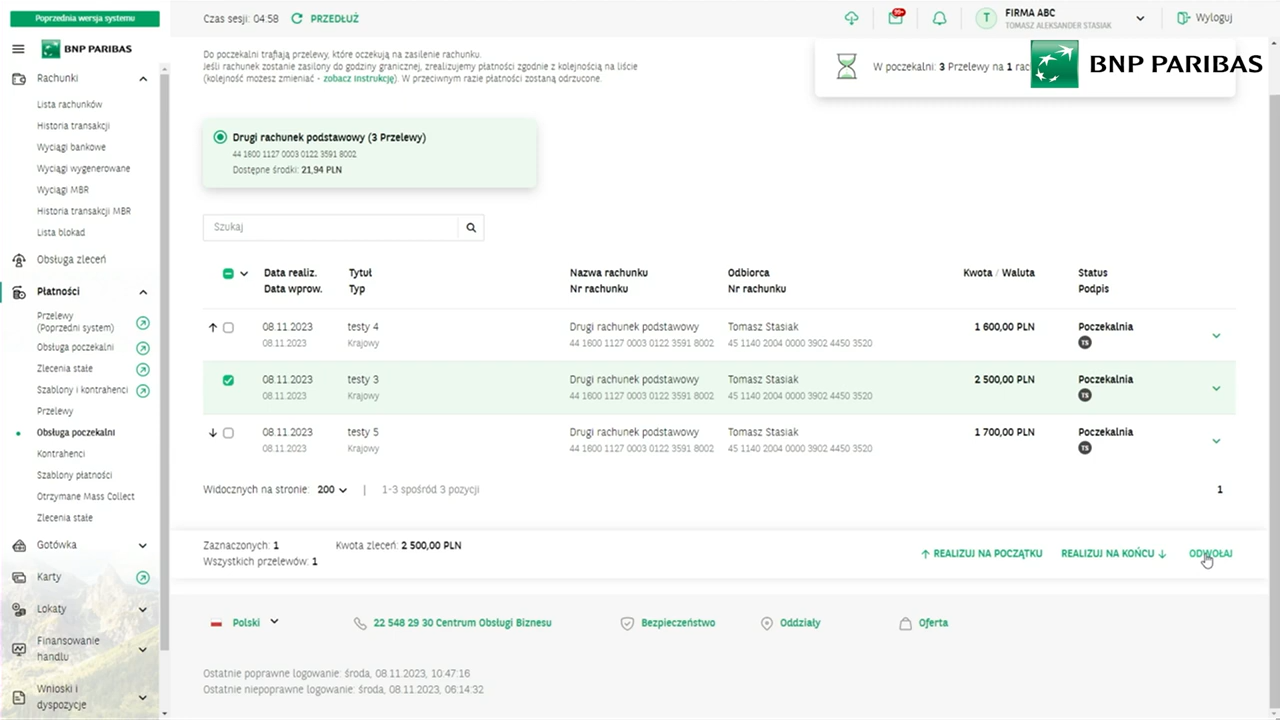 Poprzednia wersja systemu
Czas sesji: 04:58 PRZEDŁUŻ
99+
T FIRMA ABC
TOMASZ ALEKSANDER STASIAK
Wyloguj
BNP PARIBAS
BNP PARIBAS
W poczekalni: 3 Przelewy na 1 rac
Rachunki
Lista rachunków
Historia transakcji
Wyciągi bankowe
Wyciągi wygenerowane
Wyciągi MBR
Historia transakcji MBR
Lista blokad
Obsługa zleceń
Płatności
Przelewy
(Poprzedni system)
Obsługa poczekalni
Zlecenia stałe
Szablony i kontrahenci
Przelewy
Obsługa poczekalni
Kontrahenci
Szablony płatności
Otrzymane Mass Collect
Zlecenia stałe
Gotówka
Karty
Lokaty
Finansowanie
handlu
Wnioski i
dyspozycje
Do poczekalni trafiają przelewy, które oczekują na zasilenie rachunku.
Jeśli rachunek zostanie zasilony do godziny granicznej, zrealizujemy płatności zgodnie z kolejnością na liście
(kolejność możesz zmieniać - zobacz instrukcję). W przeciwnym razie płatności zostaną odrzucone.
Drugi rachunek podstawowy (3 Przelewy)
44 1600 1127 0003 0122 3591 8002
Dostępne środki: 21,94 PLN
Szukaj
Data realiz. Tytuł Nazwa rachunku Odbiorca Kwota / Waluta Status
Data wprow. Typ Nr rachunku Nr rachunku Podpis
08.11.2023 testy 4 Drugi rachunek podstawowy Tomasz Stasiak 1 600,00 PLN Poczekalnia
08.11.2023 Krajowy 44 1600 1127 0003 0122 3591 8002 45 1140 2004 0000 3902 4450 3520 TS
08.11.2023 testy 3 Drugi rachunek podstawowy Tomasz Stasiak 2 500,00 PLN Poczekalnia
08.11.2023 Krajowy 44 1600 1127 0003 0122 3591 8002 45 1140 2004 0000 3902 4450 3520 TS
08.11.2023 testy 5 Drugi rachunek podstawowy Tomasz Stasiak 1 700,00 PLN Poczekalnia
08.11.2023 Krajowy 44 1600 1127 0003 0122 3591 8002 45 1140 2004 0000 3902 4450 3520 TS
Widocznych na stronie: 200 | 1-3 spośród 3 pozycji 1
Zaznaczonych: 1 Kwota zleceń: 2 500,00 PLN
Wszystkich przelewów: 1
REALIZUJ NA POCZĄTKU REALIZUJ NA KOŃCU ODWOŁAJ
Polski 22 548 29 30 Centrum Obsługi Biznesu Bezpieczeństwo Oddziały Oferta
Ostatnie poprawne logowanie: środa, 08.11.2023, 10:47:16
Ostatnie niepoprawne logowanie: środa, 08.11.2023, 06:14:32